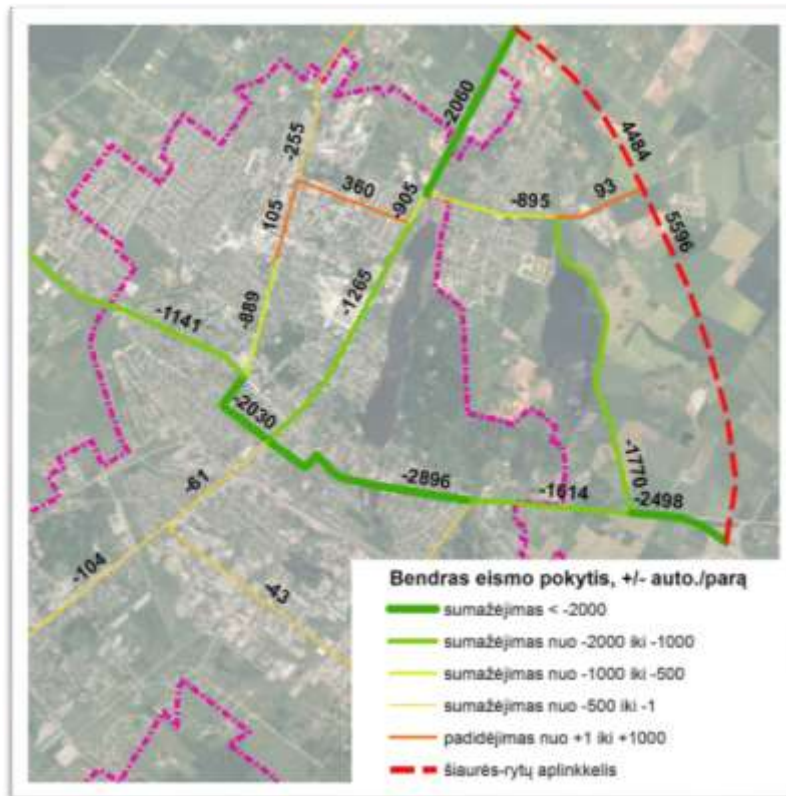 -2060
-255
4484
360
-905
-895
93
105
5596
-1265
-889
-1141
-2030
-2896
-1770
-1614
-2498
-61
-104
-43
Bendras eismo pokytis, +/- auto./parą
sumažėjimas < -2000
sumažėjimas nuo -2000 iki -1000
sumažėjimas nuo -1000 iki -500
sumažėjimas nuo -500 iki -1
padidėjimas nuo +1 iki +1000
šiaurės-rytų aplinkkelis